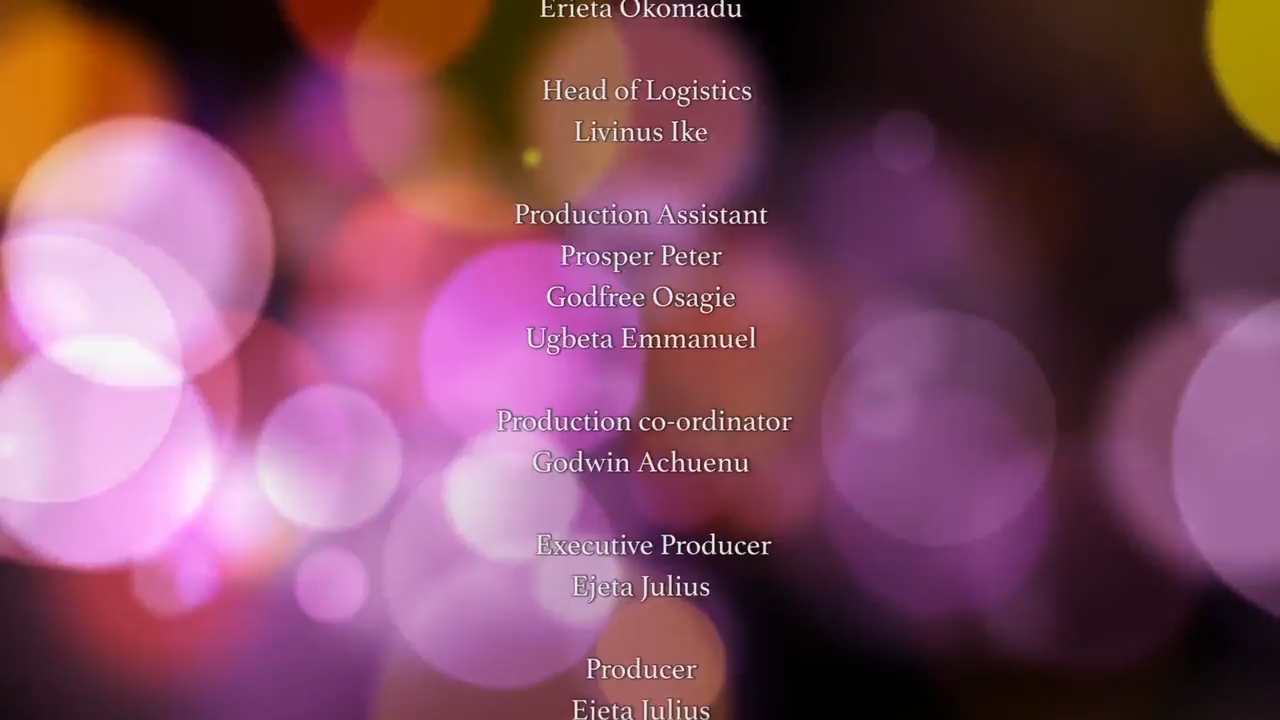 Erieta Okomadu
Head of Logistics
Livinus Ike
Production Assistant
Prosper Peter
Godfree Osagie
Ugbeta Emmanuel
Production co-ordinator
Godwin Achuenu
Executive Producer
Ejeta Julius
Producer
Ejeta Julius